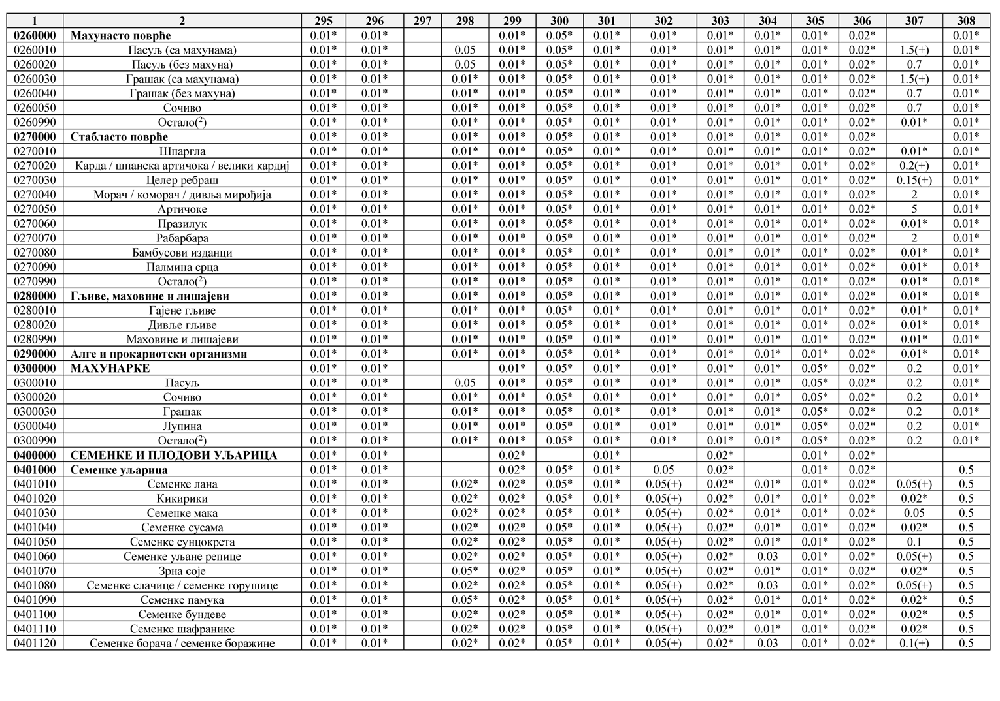 1 2 295 296 297 298 299 300 301 302 303 304 305 306 307 308
0260000 Махунасто поврће 0.01* 0.01* 0.01* 0.05* 0.01* 0.01* 0.01* 0.01* 0.01* 0.02* 0.01*
0260010 Пасуљ (са махунама) 0.01* 0.01* 0.05 0.01* 0.05* 0.01* 0.01* 0.01* 0.01* 0.01* 0.02* 1.5(+) 0.01*
0260020 Пасуљ (без махуна) 0.01* 0.01* 0.05 0.01* 0.05* 0.01* 0.01* 0.01* 0.01* 0.01* 0.02* 0.7 0.01*
0260030 Грашак (са махунама) 0.01* 0.01* 0.01* 0.01* 0.05* 0.01* 0.01* 0.01* 0.01* 0.01* 0.02* 1.5(+) 0.01*
0260040 Грашак (без махуна) 0.01* 0.01* 0.01* 0.01* 0.05* 0.01* 0.01* 0.01* 0.01* 0.01* 0.02* 0.7 0.01*
0260050 Сочиво 0.01* 0.01* 0.01* 0.01* 0.05* 0.01* 0.01* 0.01* 0.01* 0.01* 0.02* 0.7 0.01*
0260990 Остало(²) 0.01* 0.01* 0.01* 0.01* 0.05* 0.01* 0.01* 0.01* 0.01* 0.01* 0.02* 0.01* 0.01*
0270000 Стабласто поврће 0.01* 0.01* 0.01* 0.01* 0.05* 0.01* 0.01* 0.01* 0.01* 0.01* 0.02* 0.01*
0270010 Шпаргла 0.01* 0.01* 0.01* 0.01* 0.05* 0.01* 0.01* 0.01* 0.01* 0.01* 0.02* 0.01* 0.01*
0270020 Карда / шпанска артичока / велики кардиј 0.01* 0.01* 0.01* 0.01* 0.05* 0.01* 0.01* 0.01* 0.01* 0.01* 0.02* 0.2(+) 0.01*
0270030 Целер ребраш 0.01* 0.01* 0.01* 0.01* 0.05* 0.01* 0.01* 0.01* 0.01* 0.01* 0.02* 0.15(+) 0.01*
0270040 Морач / коморач / дивља мирођија 0.01* 0.01* 0.01* 0.01* 0.05* 0.01* 0.01* 0.01* 0.01* 0.01* 0.02* 2 0.01*
0270050 Артичоке 0.01* 0.01* 0.01* 0.01* 0.05* 0.01* 0.01* 0.01* 0.01* 0.01* 0.02* 5 0.01*
0270060 Празилук 0.01* 0.01* 0.01* 0.01* 0.05* 0.01* 0.01* 0.01* 0.01* 0.01* 0.02* 0.01* 0.01*
0270070 Рабарбара 0.01* 0.01* 0.01* 0.01* 0.05* 0.01* 0.01* 0.01* 0.01* 0.01* 0.02* 2 0.01*
0270080 Бамбусови изданци 0.01* 0.01* 0.01* 0.01* 0.05* 0.01* 0.01* 0.01* 0.01* 0.01* 0.02* 0.01* 0.01*
0270090 Палмина срца 0.01* 0.01* 0.01* 0.01* 0.05* 0.01* 0.01* 0.01* 0.01* 0.01* 0.02* 0.01* 0.01*
0270990 Остало(²) 0.01* 0.01* 0.01* 0.01* 0.05* 0.01* 0.01* 0.01* 0.01* 0.01* 0.02* 0.01* 0.01*
0280000 Гљиве, маховине и лишајеви 0.01* 0.01* 0.01* 0.01* 0.05* 0.01* 0.01* 0.01* 0.01* 0.01* 0.02* 0.01* 0.01*
0280010 Гајене гљиве 0.01* 0.01* 0.01* 0.01* 0.05* 0.01* 0.01* 0.01* 0.01* 0.01* 0.02* 0.01* 0.01*
0280020 Дивље гљиве 0.01* 0.01* 0.01* 0.01* 0.05* 0.01* 0.01* 0.01* 0.01* 0.01* 0.02* 0.01* 0.01*
0280990 Маховине и лишајеви 0.01* 0.01* 0.01* 0.01* 0.05* 0.01* 0.01* 0.01* 0.01* 0.01* 0.02* 0.01* 0.01*
0290000 Алге и прокариотски организми 0.01* 0.01* 0.01* 0.01* 0.05* 0.01* 0.01* 0.01* 0.01* 0.01* 0.02* 0.01* 0.01*
0300000 МАХУНАРКЕ 0.01* 0.01* 0.01* 0.05* 0.01* 0.01* 0.01* 0.01* 0.05* 0.02* 0.2 0.01*
0300010 Пасуљ 0.01* 0.01* 0.05 0.01* 0.05* 0.01* 0.01* 0.01* 0.01* 0.05* 0.02* 0.2 0.01*
0300020 Сочиво 0.01* 0.01* 0.01* 0.01* 0.05* 0.01* 0.01* 0.01* 0.01* 0.05* 0.02* 0.2 0.01*
0300030 Грашак 0.01* 0.01* 0.01* 0.01* 0.05* 0.01* 0.01* 0.01* 0.01* 0.05* 0.02* 0.2 0.01*
0300040 Лупина 0.01* 0.01* 0.01* 0.01* 0.05* 0.01* 0.01* 0.01* 0.01* 0.05* 0.02* 0.2 0.01*
0300990 Остало(²) 0.01* 0.01* 0.01* 0.01* 0.05* 0.01* 0.01* 0.01* 0.01* 0.05* 0.02* 0.2 0.01*
0400000 СЕМЕНКЕ И ПЛОДОВИ УЉАРИЦА 0.01* 0.01* 0.02* 0.01* 0.02* 0.01* 0.02*
0401000 Семенке уљарица 0.01* 0.01* 0.02* 0.05* 0.01* 0.05 0.02* 0.01* 0.02* 0.5
0401010 Семенке лана 0.01* 0.01* 0.02* 0.02* 0.05* 0.01* 0.05(+) 0.02* 0.01* 0.01* 0.02* 0.05(+) 0.5
0401020 Кикирики 0.01* 0.01* 0.02* 0.02* 0.05* 0.01* 0.05(+) 0.02* 0.01* 0.01* 0.02* 0.02* 0.5
0401030 Семенке мака 0.01* 0.01* 0.02* 0.02* 0.05* 0.01* 0.05(+) 0.02* 0.01* 0.01* 0.02* 0.05 0.5
0401040 Семенке сусама 0.01* 0.01* 0.02* 0.02* 0.05* 0.01* 0.05(+) 0.02* 0.01* 0.01* 0.02* 0.02* 0.5
0401050 Семенке сунцокрета 0.01* 0.01* 0.02* 0.02* 0.05* 0.01* 0.05(+) 0.02* 0.01* 0.01* 0.02* 0.1 0.5
0401060 Семенке уљане репице 0.01* 0.01* 0.02* 0.02* 0.05* 0.01* 0.05(+) 0.02* 0.03 0.01* 0.02* 0.05(+) 0.5
0401070 Зрна соје 0.01* 0.01* 0.05* 0.02* 0.05* 0.01* 0.05(+) 0.02* 0.01* 0.01* 0.02* 0.02* 0.5
0401080 Семенке слачице / семенке горушице 0.01* 0.01* 0.02* 0.02* 0.05* 0.01* 0.05(+) 0.02* 0.03 0.01* 0.02* 0.05(+) 0.5
0401090 Семенке памука 0.01* 0.01* 0.05* 0.02* 0.05* 0.01* 0.05(+) 0.02* 0.01* 0.01* 0.02* 0.02* 0.5
0401100 Семенке бундеве 0.01* 0.01* 0.02* 0.02* 0.05* 0.01* 0.05(+) 0.02* 0.01* 0.01* 0.02* 0.02* 0.5
0401110 Семенке шафранике 0.01* 0.01* 0.02* 0.02* 0.05* 0.01* 0.05(+) 0.02* 0.01* 0.01* 0.02* 0.02* 0.5
0401120 Семенке борача / семенке боражине 0.01* 0.01* 0.02* 0.02* 0.05* 0.01* 0.05(+) 0.02* 0.03 0.01* 0.02* 0.1(+) 0.5